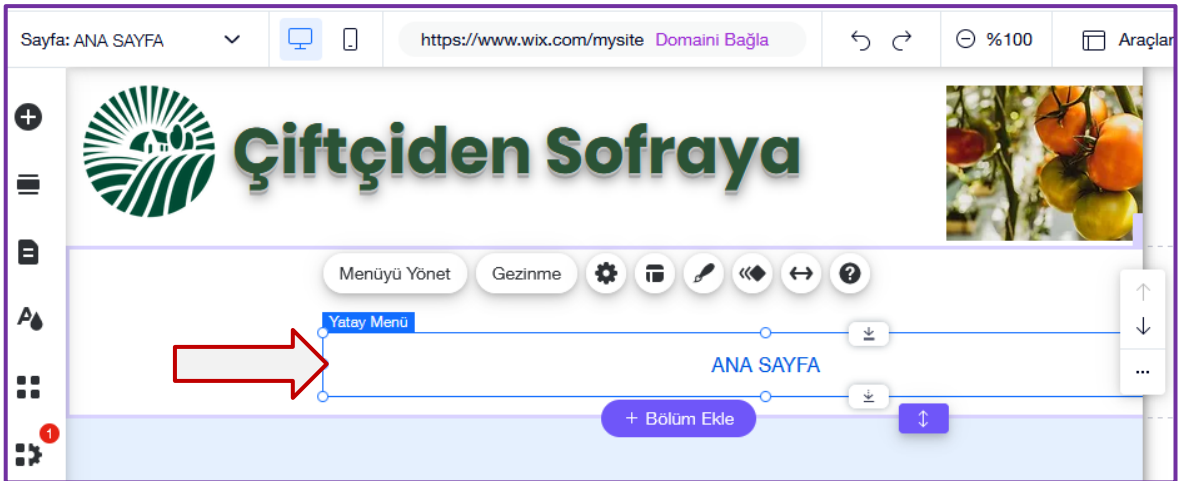 Sayfa: ANA SAYFA https://www.wix.com/mysite Domaini Bağla %100 Araçlar
Çiftçiden Sofraya
Menüyü Yönet Gezinme ?
Yatay Menü
ANA SAYFA
+ Bölüm Ekle
1